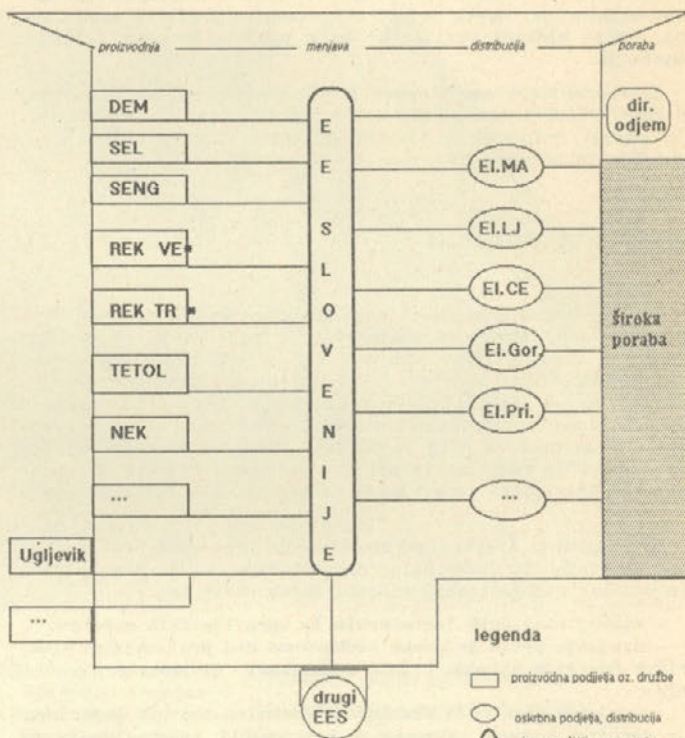 proizvodnja menjava distribucija poraba
DEM
SEL
SENG
REK VE*
REK TR*
TETOL
NEK
...
Ugljevik
...
EES SLOVENIJE
drugi
EES
El.MA
El.LJ
El.CE
El.Gor.
El.Pri.
...
dir.
odjem
široka
poraba
legenda
proizvodna podjetja oz. družbe
oskrbna podjetja, distribucija